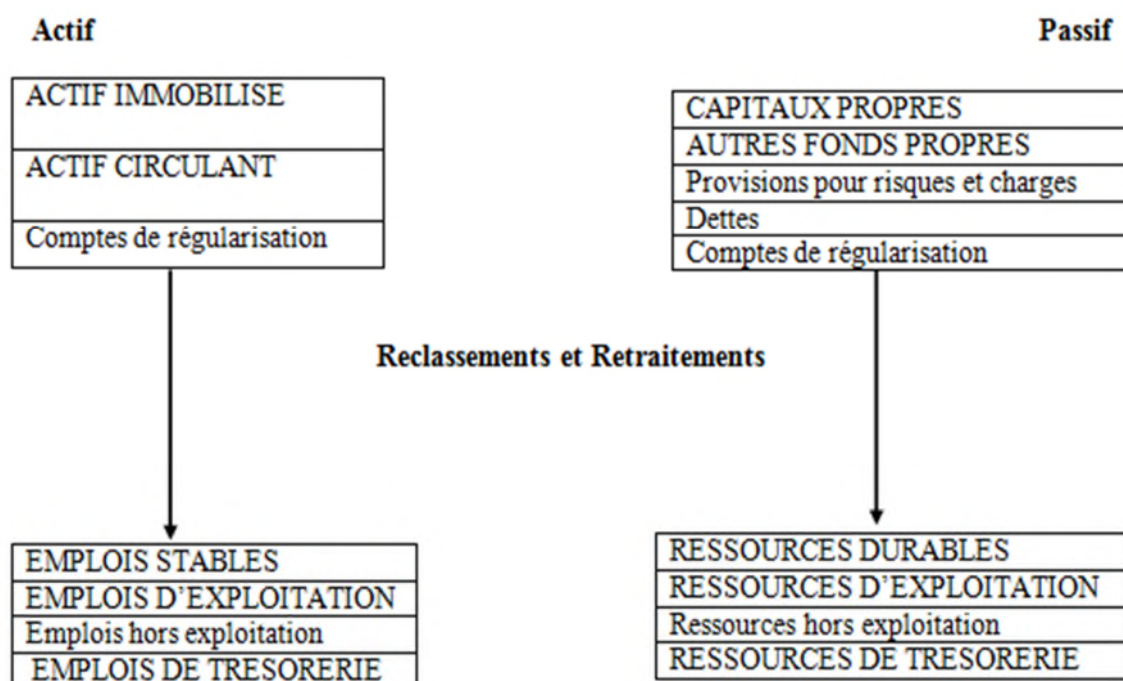 Actif
Passif
ACTIF IMMOBILISE
ACTIF CIRCULANT
Comptes de régularisation
CAPITAUX PROPRES
AUTRES FONDS PROPRES
Provisions pour risques et charges
Dettes
Comptes de régularisation
Reclassements et Retraitements
EMPLOIS STABLES
EMPLOIS D'EXPLOITATION
Emplois hors exploitation
EMPLOIS DE TRESORERIE
RESSOURCES DURABLES
RESSOURCES D'EXPLOITATION
Ressources hors exploitation
RESSOURCES DE TRESORERIE